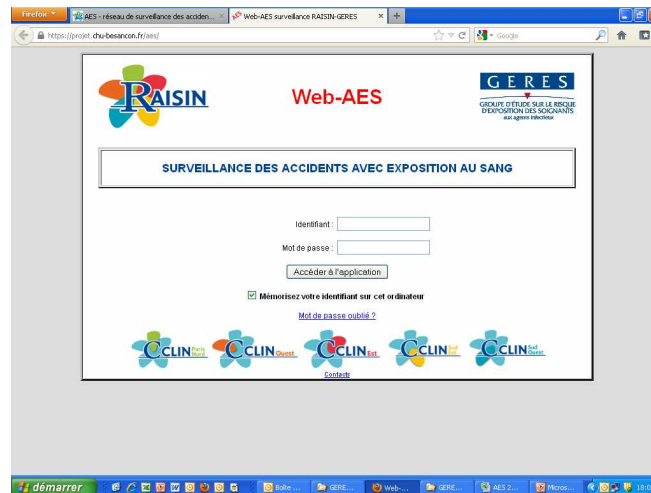 Firefox
AES - réseau de surveillance des acciden...
Web-AES surveillance RAISIN-GERES
https://projet.chu-besancon.fr/aes/
Google
RAISIN
Web-AES
GERES
GROUPE D'ÉTUDE SUR LE RISQUE
D'EXPOSITION DES SOIGNANTS
aux agents infectieux
SURVEILLANCE DES ACCIDENTS AVEC EXPOSITION AU SANG
Identifiant :
Mot de passe :
Accéder à l'application
Mémorisez votre identifiant sur cet ordinateur
Mot de passe oublié ?
CCLIN Paris Nord
CCLIN Ouest
CCLIN Est
CCLIN Sud Est
CCLIN Sud Ouest
Contacts
démarrer
Boîte ...
GERE...
Web-...
GERE...
AES 2...
Micros...